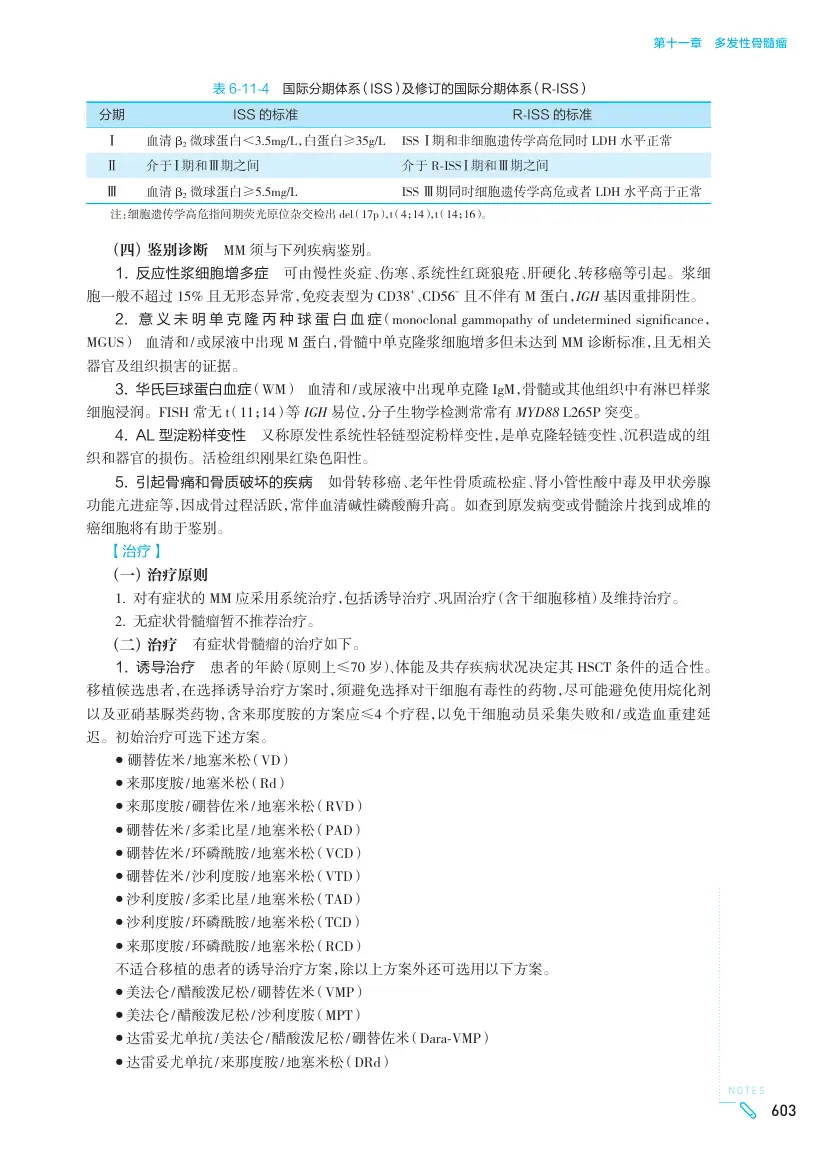 第十一章 多发性骨髓瘤
表 6-11-4 国际分期体系（ISS）及修订的国际分期体系（R-ISS）
分期 ISS 的标准 R-ISS 的标准
Ⅰ 血清 β₂ 微球蛋白＜3.5mg/L，白蛋白≥35g/L ISS Ⅰ期和非细胞遗传学高危同时 LDH 水平正常
Ⅱ 介于Ⅰ期和Ⅲ期之间 介于 R-ISSⅠ期和Ⅲ期之间
Ⅲ 血清 β₂ 微球蛋白≥5.5mg/L ISS Ⅲ期同时细胞遗传学高危或者 LDH 水平高于正常
注：细胞遗传学高危指间期荧光原位杂交检出 del（17p），t（4；14），t（14；16）。
（四）鉴别诊断 MM 须与下列疾病鉴别。
1. 反应性浆细胞增多症 可由慢性炎症、伤寒、系统性红斑狼疮、肝硬化、转移癌等引起。浆细
胞一般不超过 15% 且无形态异常，免疫表型为 CD38⁺、CD56⁻ 且不伴有 M 蛋白，IGH 基因重排阴性。
2. 意义未明单克隆丙种球蛋白血症（monoclonal gammopathy of undetermined significance，
MGUS） 血清和/或尿液中出现 M 蛋白，骨髓中单克隆浆细胞增多但未达到 MM 诊断标准，且无相关
器官及组织损害的证据。
3. 华氏巨球蛋白血症（WM） 血清和/或尿液中出现单克隆 IgM，骨髓或其他组织中有淋巴样浆
细胞浸润。FISH 常无 t（11；14）等 IGH 易位，分子生物学检测常常有 MYD88 L265P 突变。
4. AL 型淀粉样变性 又称原发性系统性轻链型淀粉样变性，是单克隆轻链变性、沉积造成的组
织和器官的损伤。活检组织刚果红染色阳性。
5. 引起骨痛和骨质破坏的疾病 如骨转移癌、老年性骨质疏松症、肾小管性酸中毒及甲状旁腺
功能亢进症等，因成骨过程活跃，常伴血清碱性磷酸酶升高。如查到原发病变或骨髓涂片找到成堆的
癌细胞将有助于鉴别。
【治疗】
（一）治疗原则
1. 对有症状的 MM 应采用系统治疗，包括诱导治疗、巩固治疗（含干细胞移植）及维持治疗。
2. 无症状骨髓瘤暂不推荐治疗。
（二）治疗 有症状骨髓瘤的治疗如下。
1. 诱导治疗 患者的年龄（原则上≤70 岁）、体能及共存疾病状况决定其 HSCT 条件的适合性。
移植候选患者，在选择诱导治疗方案时，须避免选择对干细胞有毒性的药物，尽可能避免使用烷化剂
以及亚硝基脲类药物，含来那度胺的方案应≤4 个疗程，以免干细胞动员采集失败和/或造血重建延
迟。初始治疗可选下述方案。
● 硼替佐米/地塞米松（VD）
● 来那度胺/地塞米松（Rd）
● 来那度胺/硼替佐米/地塞米松（RVD）
● 硼替佐米/多柔比星/地塞米松（PAD）
● 硼替佐米/环磷酰胺/地塞米松（VCD）
● 硼替佐米/沙利度胺/地塞米松（VTD）
● 沙利度胺/多柔比星/地塞米松（TAD）
● 沙利度胺/环磷酰胺/地塞米松（TCD）
● 来那度胺/环磷酰胺/地塞米松（RCD）
不适合移植的患者的诱导治疗方案，除以上方案外还可选用以下方案。
● 美法仑/醋酸泼尼松/硼替佐米（VMP）
● 美法仑/醋酸泼尼松/沙利度胺（MPT）
● 达雷妥尤单抗/美法仑/醋酸泼尼松/硼替佐米（Dara-VMP）
● 达雷妥尤单抗/来那度胺/地塞米松（DRd）
NOTES
603